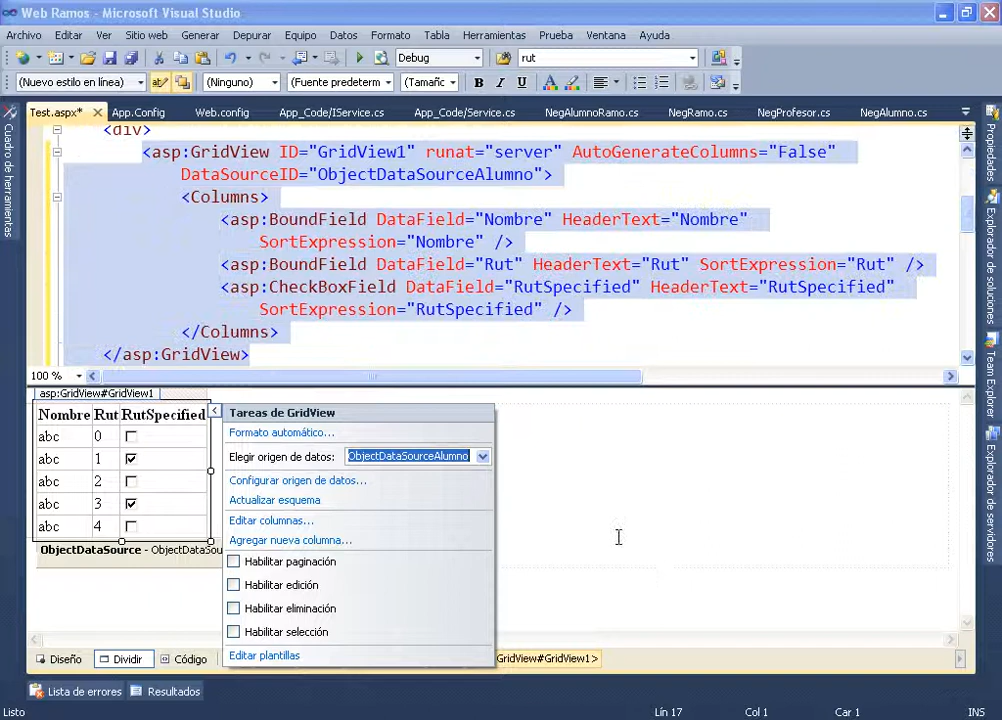 Web Ramos - Microsoft Visual Studio
Archivo Editar Ver Sitio web Generar Depurar Equipo Datos Formato Tabla Herramientas Prueba Ventana Ayuda
Debug rut
(Nuevo estilo en línea) (Ninguno) (Fuente predeterm (Tamañc B I U A
Test.aspx* App.Config Web.config App_Code/IService.cs App_Code/Service.cs NegAlumnoRamo.cs NegRamo.cs NegProfesor.cs NegAlumno.cs
Cuadro de herramientas
<div>
<asp:GridView ID="GridView1" runat="server" AutoGenerateColumns="False"
DataSourceID="ObjectDataSourceAlumno">
<Columns>
<asp:BoundField DataField="Nombre" HeaderText="Nombre"
SortExpression="Nombre" />
<asp:BoundField DataField="Rut" HeaderText="Rut" SortExpression="Rut" />
<asp:CheckBoxField DataField="RutSpecified" HeaderText="RutSpecified"
SortExpression="RutSpecified" />
</Columns>
</asp:GridView>
100 %
asp:GridView#GridView1
Nombre Rut RutSpecified
abc 0
abc 1
abc 2
abc 3
abc 4
ObjectDataSource - ObjectDataSou
Tareas de GridView
Formato automático...
Elegir origen de datos: ObjectDataSourceAlumno
Configurar origen de datos...
Actualizar esquema
Editar columnas...
Agregar nueva columna...
Habilitar paginación
Habilitar edición
Habilitar eliminación
Habilitar selección
Editar plantillas
Propiedades
Explorador de soluciones
Team Explorer
Explorador de servidores
Diseño Dividir Código GridView#GridView1>
Lista de errores Resultados
Listo Lín 17 Col 1 Car 1 INS